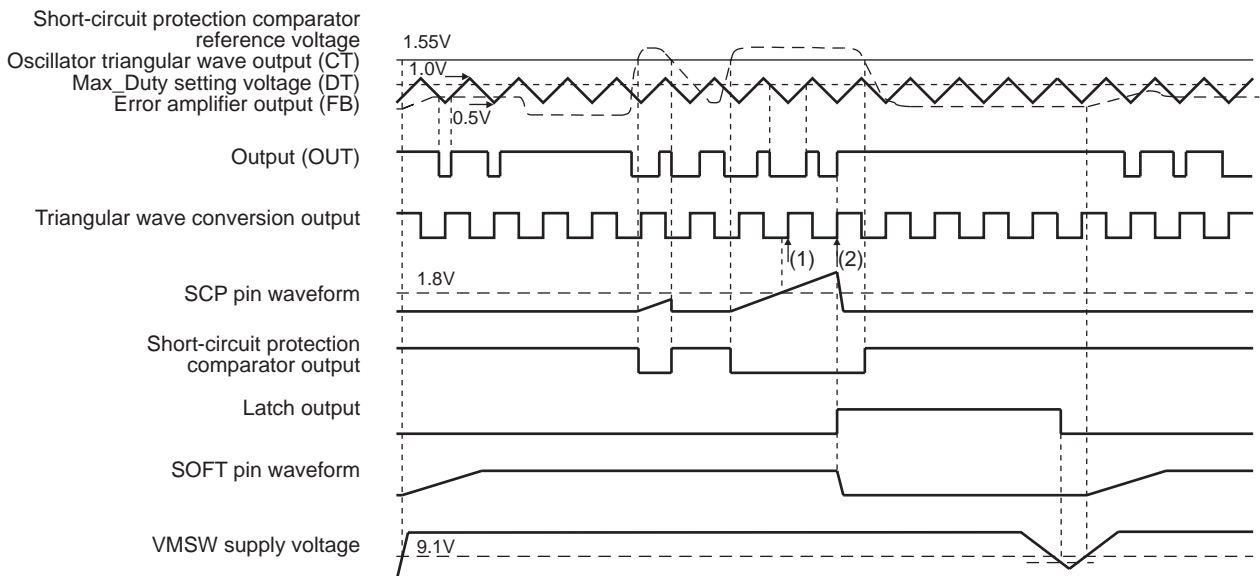 Short-circuit protection comparator
reference voltage
1.55V
Oscillator triangular wave output (CT)
1.0V
Max_Duty setting voltage (DT)
Error amplifier output (FB)
0.5V
Output (OUT)
Triangular wave conversion output
(1)
(2)
1.8V
SCP pin waveform
Short-circuit protection
comparator output
Latch output
SOFT pin waveform
VMSW supply voltage
9.1V